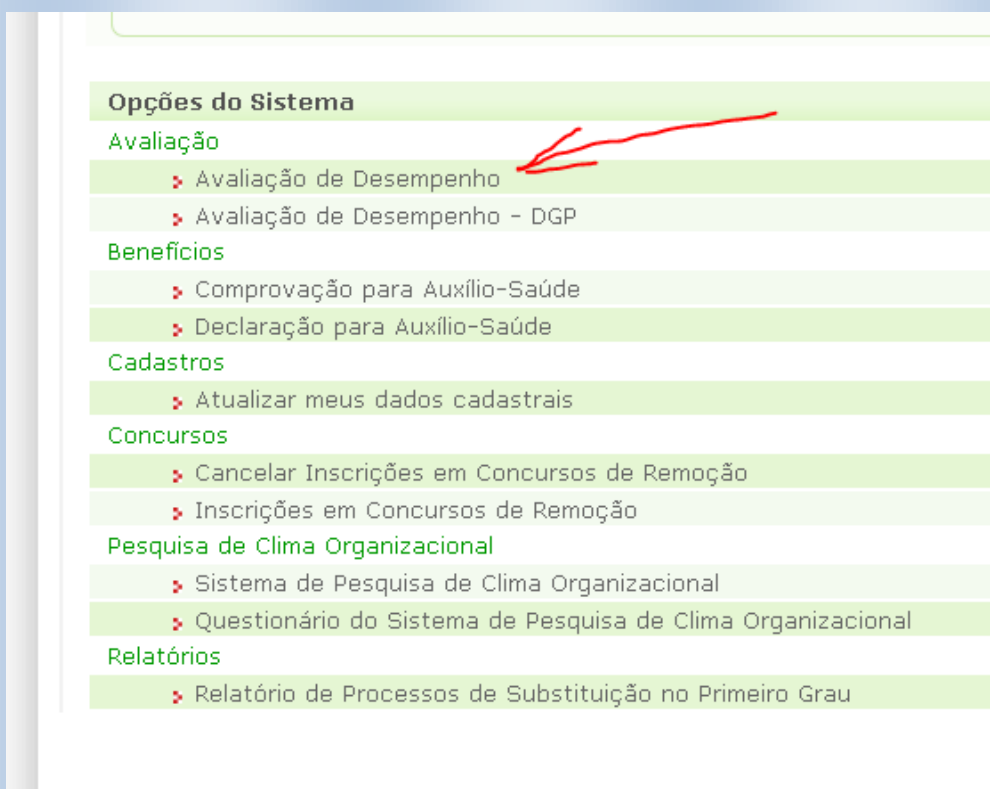 Opções do Sistema
Avaliação
Avaliação de Desempenho
Avaliação de Desempenho - DGP
Benefícios
Comprovação para Auxílio-Saúde
Declaração para Auxílio-Saúde
Cadastros
Atualizar meus dados cadastrais
Concursos
Cancelar Inscrições em Concursos de Remoção
Inscrições em Concursos de Remoção
Pesquisa de Clima Organizacional
Sistema de Pesquisa de Clima Organizacional
Questionário do Sistema de Pesquisa de Clima Organizacional
Relatórios
Relatório de Processos de Substituição no Primeiro Grau